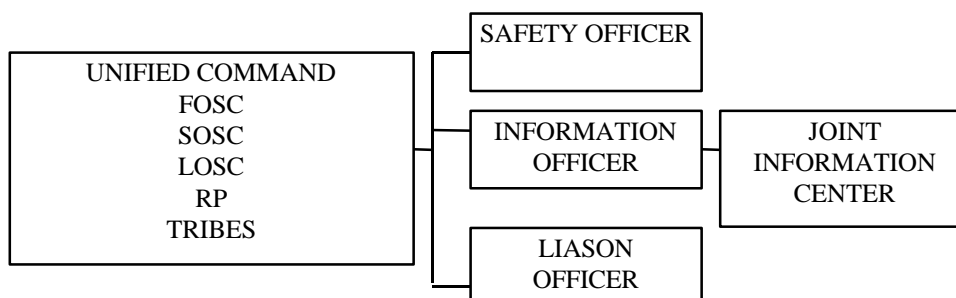 UNIFIED COMMAND
FOSC
SOSC
LOSC
RP
TRIBES
SAFETY OFFICER
INFORMATION
OFFICER
JOINT
INFORMATION
CENTER
LIASON
OFFICER